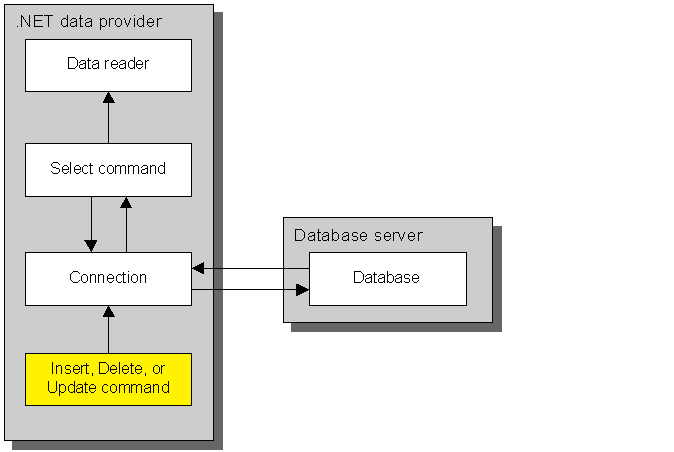 .NET data provider
Data reader
Select command
Connection
Insert, Delete, or
Update command
Database server
Database